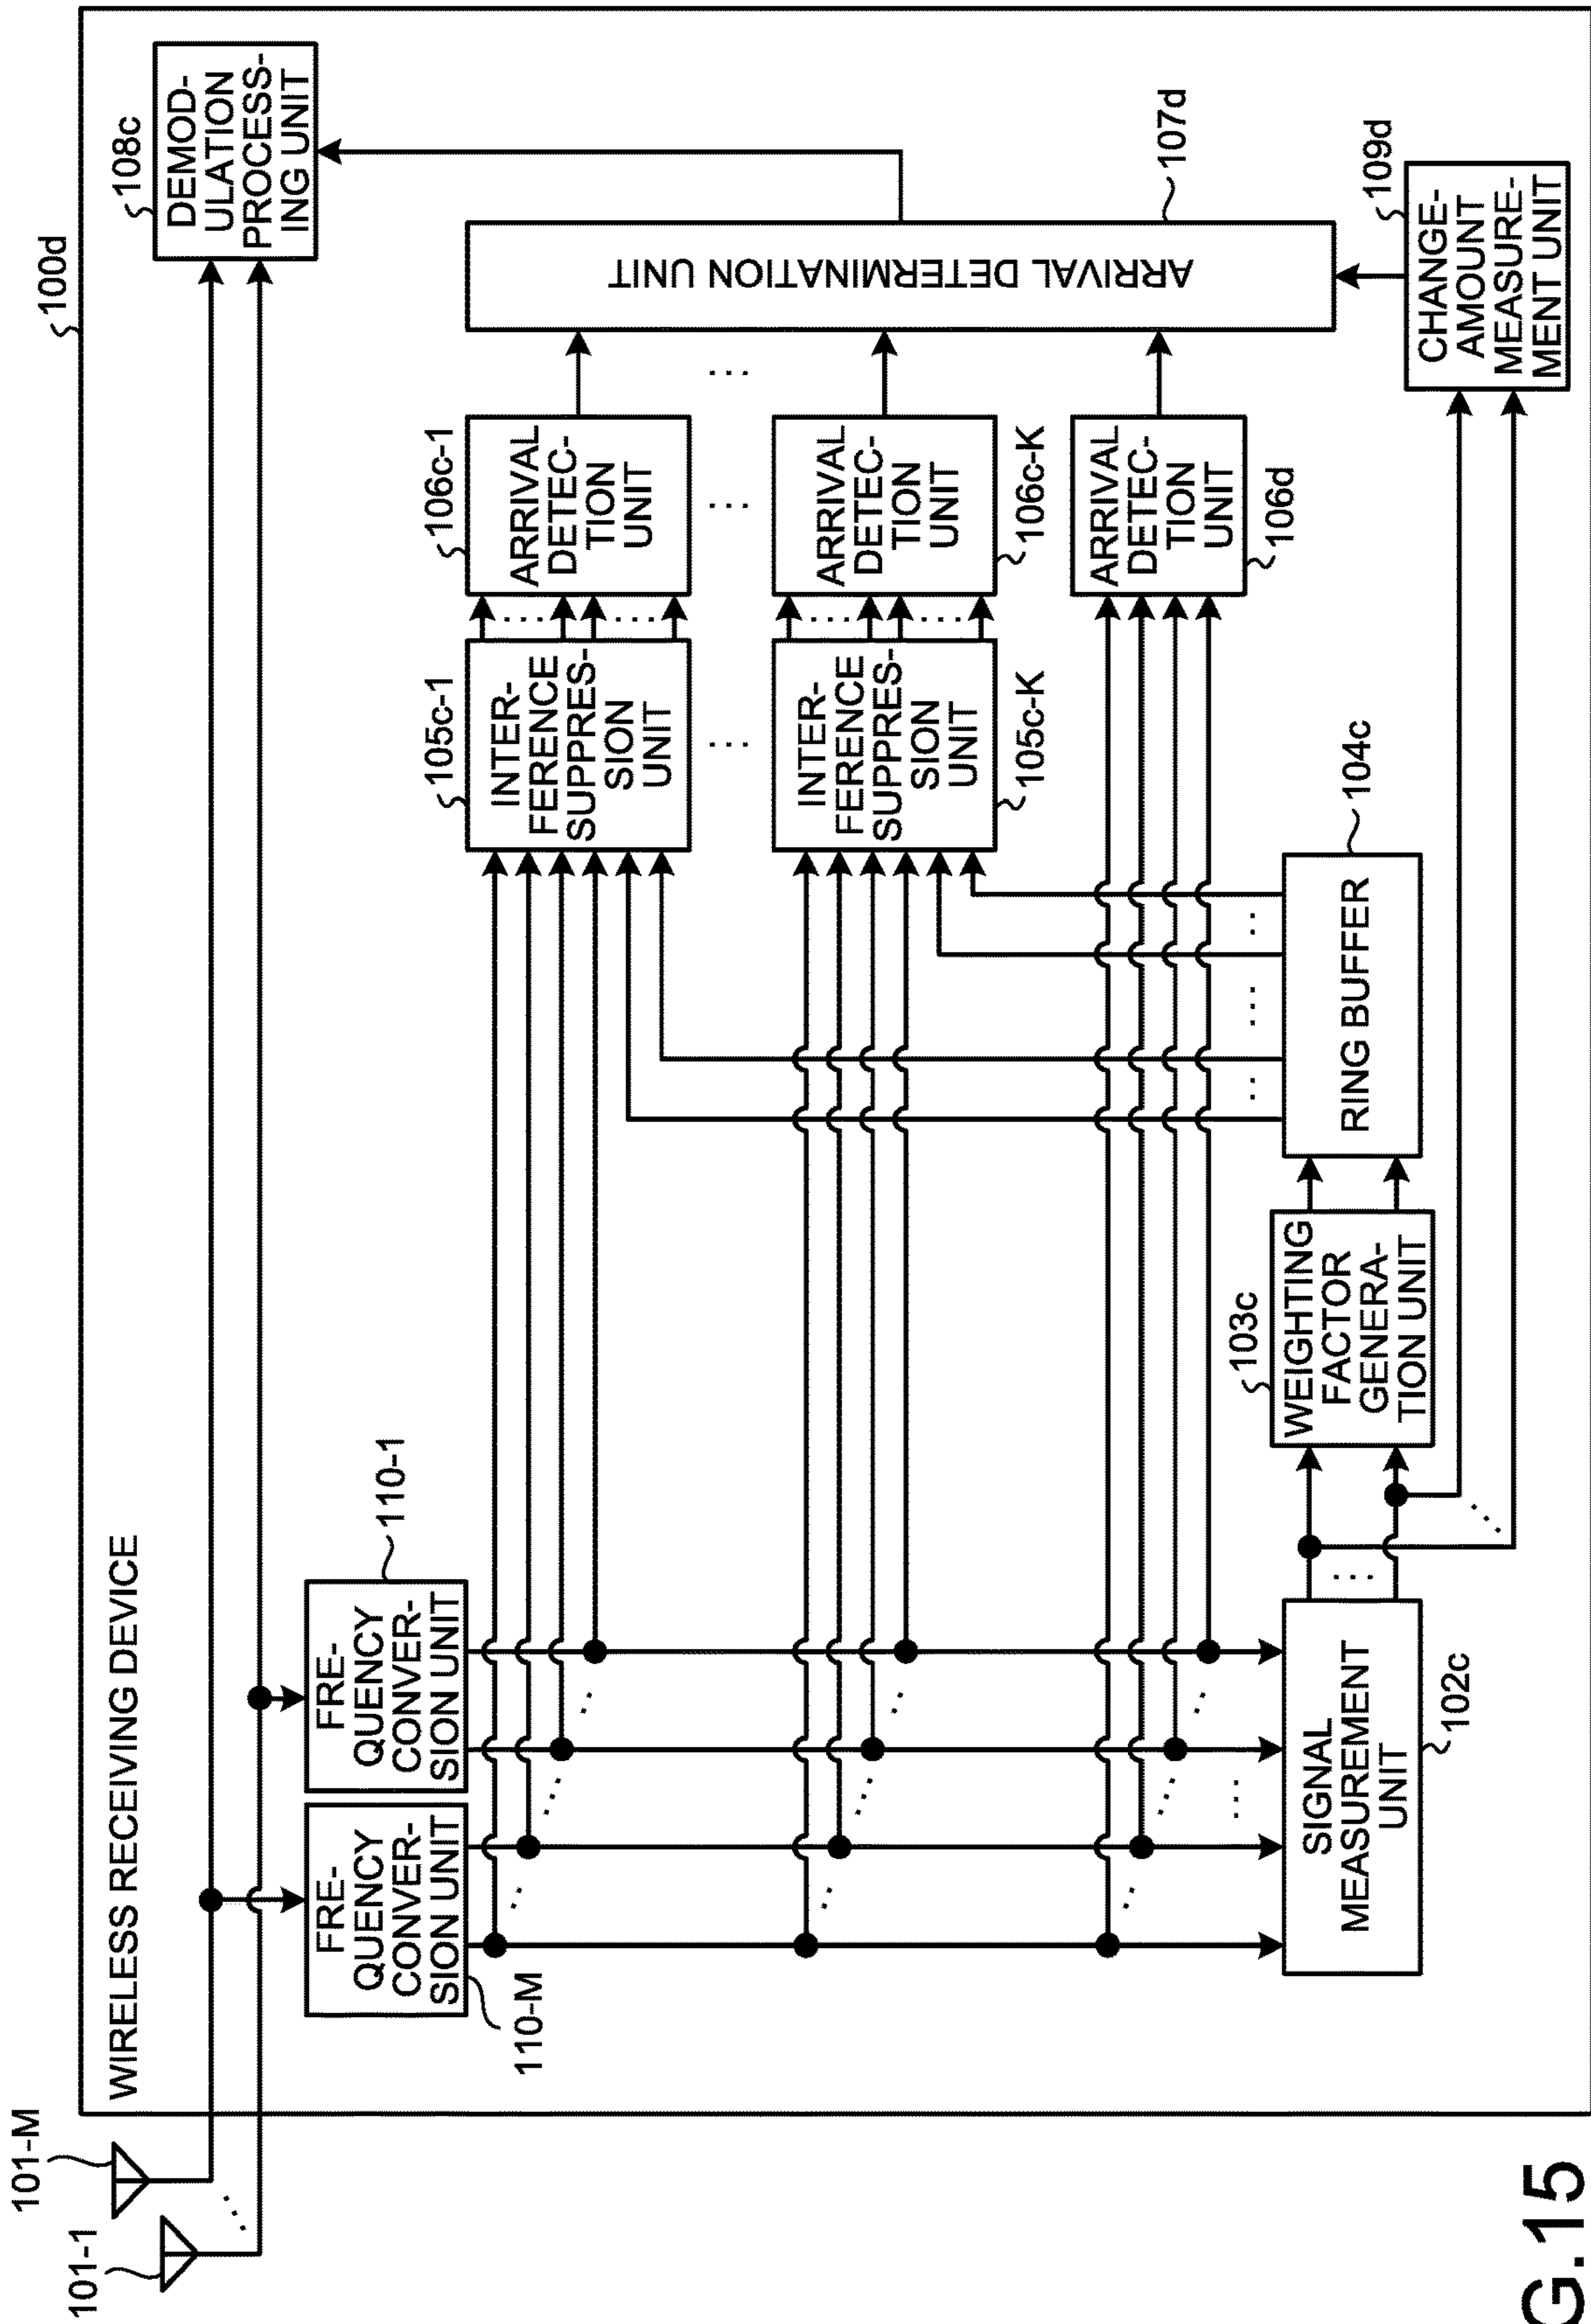 100d
WIRELESS RECEIVING DEVICE
101-M
101-1
108c
DEMOD-
ULATION
PROCESS-
ING UNIT
110-M
FRE-
QUENCY
CONVER-
SION UNIT
110-1
FRE-
QUENCY
CONVER-
SION UNIT
105c-1
INTER-
FERENCE
SUPPRES-
SION
UNIT
106c-1
ARRIVAL
DETEC-
TION
UNIT
105c-K
INTER-
FERENCE
SUPPRES-
SION
UNIT
106c-K
ARRIVAL
DETEC-
TION
UNIT
106d
ARRIVAL
DETEC-
TION
UNIT
107d
ARRIVAL DETERMINATION UNIT
102c
SIGNAL
MEASUREMENT
UNIT
103c
WEIGHTING
FACTOR
GENERA-
TION UNIT
104c
RING BUFFER
109d
CHANGE-
AMOUNT
MEASURE-
MENT UNIT
G.15